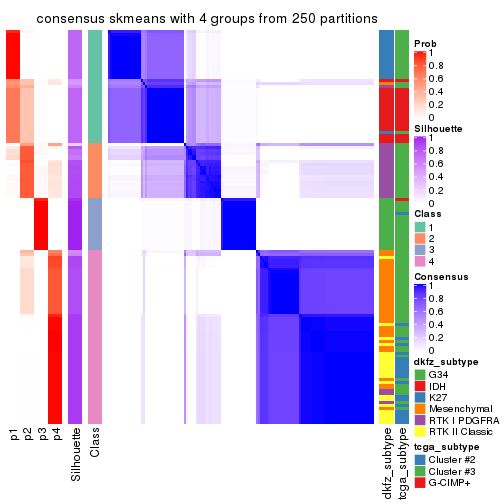 consensus skmeans with 4 groups from 250 partitions
Prob
1
0.8
0.6
0.4
0.2
0
Silhouette
1
0.8
0.6
0.4
0.2
0
Class
1
2
3
4
Consensus
1
0.8
0.6
0.4
0.2
0
dkfz_subtype
G34
IDH
K27
Mesenchymal
RTK I PDGFRA
RTK II Classic
tcga_subtype
Cluster #2
Cluster #3
G-CIMP+
p1
p2
p3
p4
Silhouette
Class
dkfz_subtype
tcga_subtype